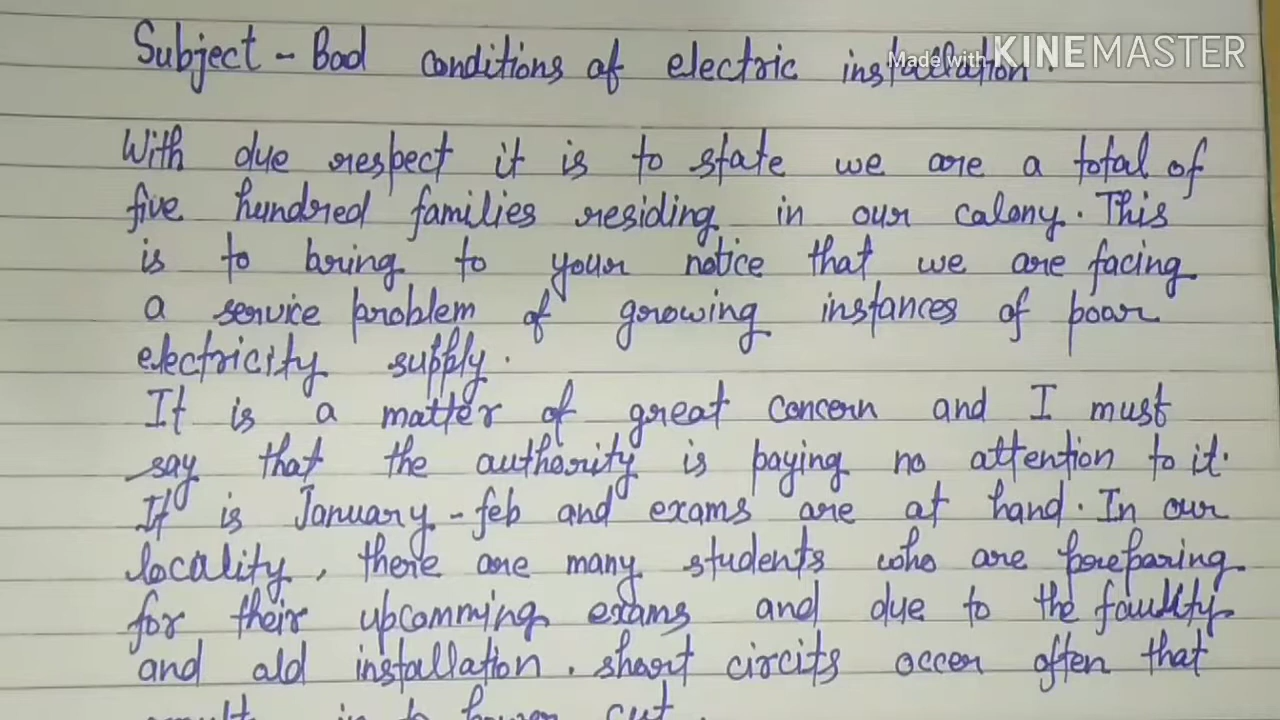 Made with KINEMASTER
Subject - Bad conditions of electric installation.
With due respect it is to state we are a total of
five hundred families residing in our colony. This
is to bring to your notice that we are facing
a service problem of growing instances of poor
electricity supply.
It is a matter of great concern and I must
say that the authority is paying no attention to it.
It is January - feb and exams are at hand. In our
locality, there are many students who are preparing
for their upcomming exams and due to the
and old installation. short circits occer often that
in to power cut.